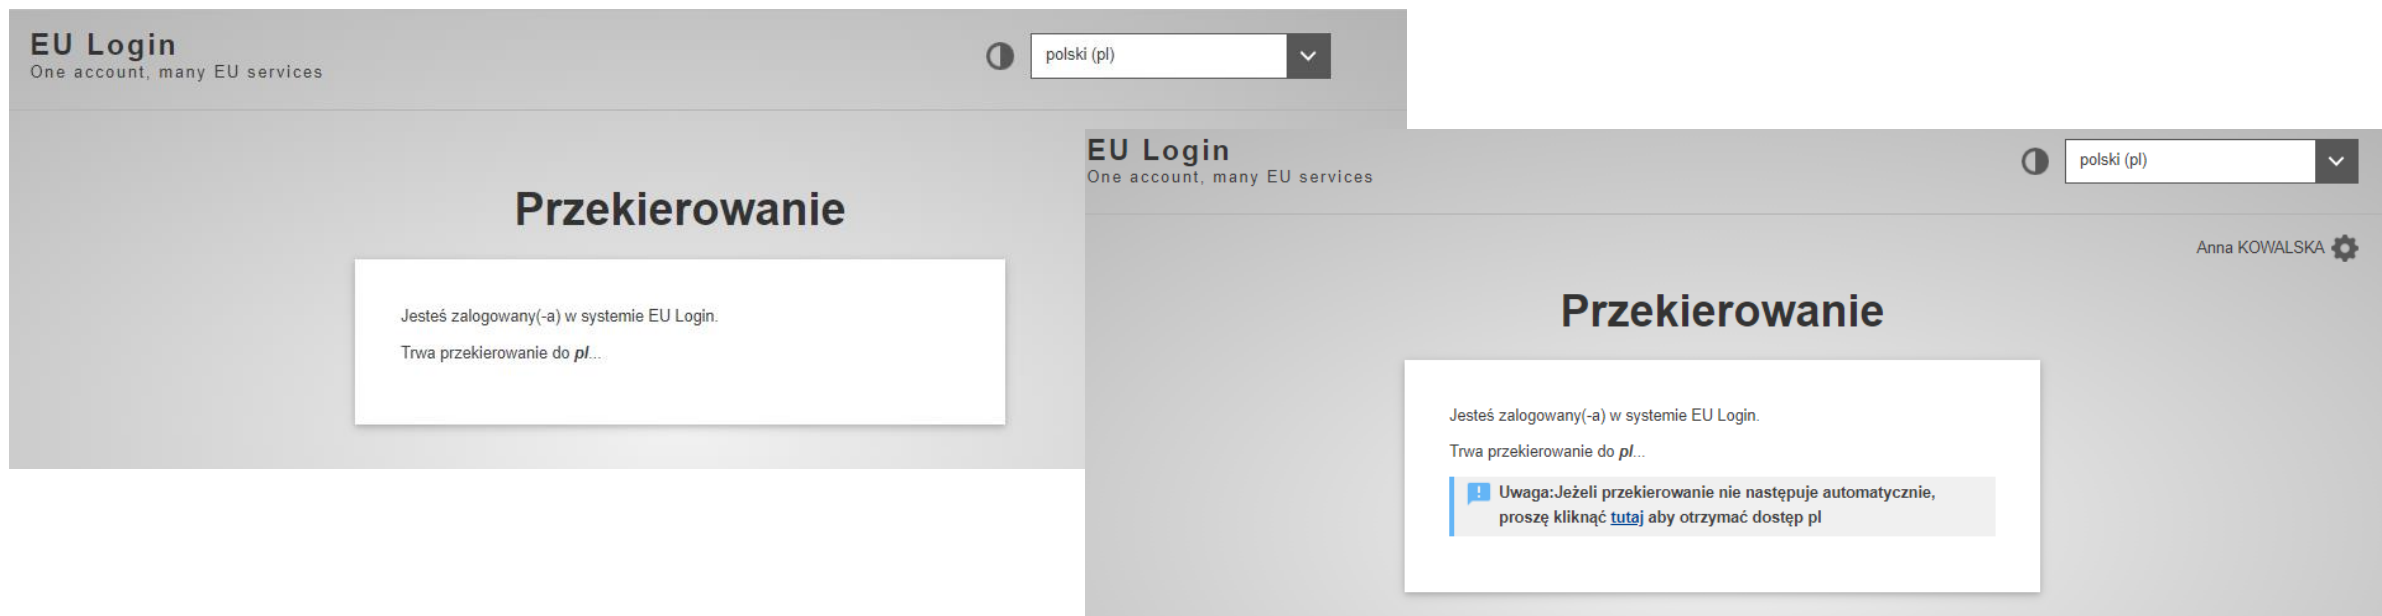 EU Login
One account, many EU services
polski (pl)
Przekierowanie
Jesteś zalogowany(-a) w systemie EU Login.
Trwa przekierowanie do pl...
EU Login
One account, many EU services
polski (pl)
Anna KOWALSKA
Przekierowanie
Jesteś zalogowany(-a) w systemie EU Login.
Trwa przekierowanie do pl...
Uwaga:Jeżeli przekierowanie nie następuje automatycznie,
proszę kliknąć tutaj aby otrzymać dostęp pl